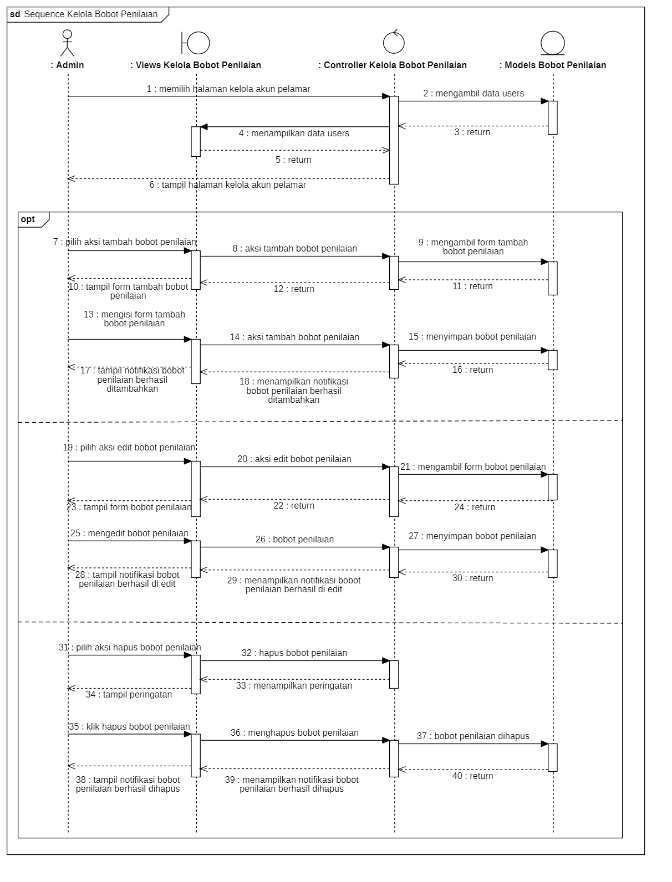 sd Sequence Kelola Bobot Penilaian
: Admin
: Views Kelola Bobot Penilaian
: Controller Kelola Bobot Penilaian
: Models Bobot Penilaian
1 : memilih halaman kelola akun pelamar
2 : mengambil data users
3 : return
4 : menampilkan data users
5 : return
6 : tampil halaman kelola akun pelamar
opt
7 : pilih aksi tambah bobot penilaian
8 : aksi tambah bobot penilaian
9 : mengambil form tambah
bobot penilaian
10 : tampil form tambah bobot
penilaian
12 : return
11 : return
13 : mengisi form tambah
bobot penilaian
14 : aksi tambah bobot penilaian
15 : menyimpan bobot penilaian
16 : return
17 : tampil notifikasi bobot
penilaian berhasil
ditambahkan
18 : menampilkan notifikasi
bobot penilaian berhasil
ditambahkan
19 : pilih aksi edit bobot penilaian
20 : aksi edit bobot penilaian
21 : mengambil form bobot penilaian
23 : tampil form bobot penilaian
22 : return
24 : return
25 : mengedit bobot penilaian
26 : bobot penilaian
27 : menyimpan bobot penilaian
28 : tampil notifikasi bobot
penilaian berhasil di edit
29 : menampilkan notifikasi bobot
penilaian berhasil di edit
30 : return
31 : pilih aksi hapus bobot penilaian
32 : hapus bobot penilaian
33 : menampilkan peringatan
34 : tampil peringatan
35 : klik hapus bobot penilaian
36 : menghapus bobot penilaian
37 : bobot penilaian dihapus
38 : tampil notifikasi bobot
penilaian berhasil dihapus
39 : menampilkan notifikasi bobot
penilaian berhasil dihapus
40 : return